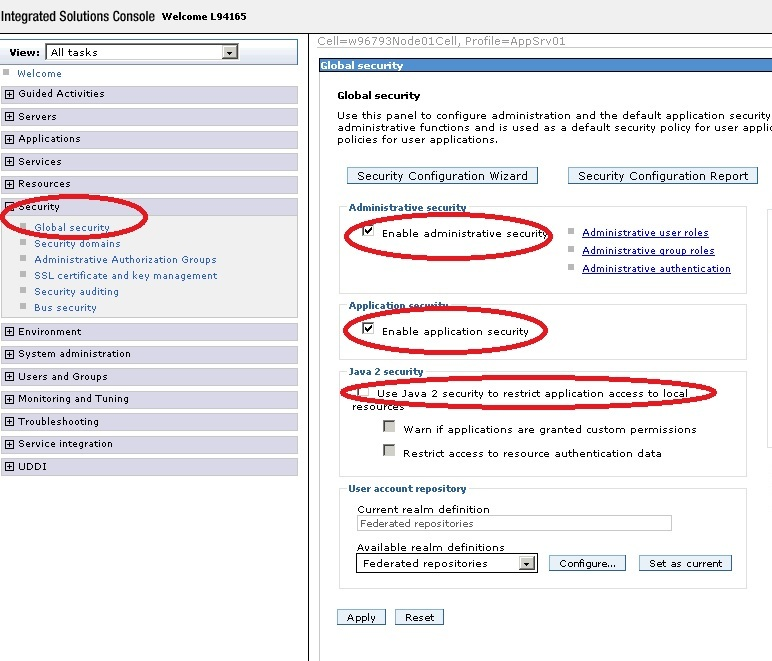 Integrated Solutions Console Welcome L94165
View: All tasks
Welcome
Guided Activities
Servers
Applications
Services
Resources
Security
Global security
Security domains
Administrative Authorization Groups
SSL certificate and key management
Security auditing
Bus security
Environment
System administration
Users and Groups
Monitoring and Tuning
Troubleshooting
Service integration
UDDI
Cell=w96793Node01Cell, Profile=AppSrv01
Global security
Global security
Use this panel to configure administration and the default application security
administrative functions and is used as a default security policy for user applic
policies for user applications.
Security Configuration Wizard Security Configuration Report
Administrative security
Enable administrative security
Administrative user roles
Administrative group roles
Administrative authentication
Application security
Enable application security
Java 2 security
Use Java 2 security to restrict application access to local
resources
Warn if applications are granted custom permissions
Restrict access to resource authentication data
User account repository
Current realm definition
Federated repositories
Available realm definitions
Federated repositories Configure... Set as current
Apply Reset